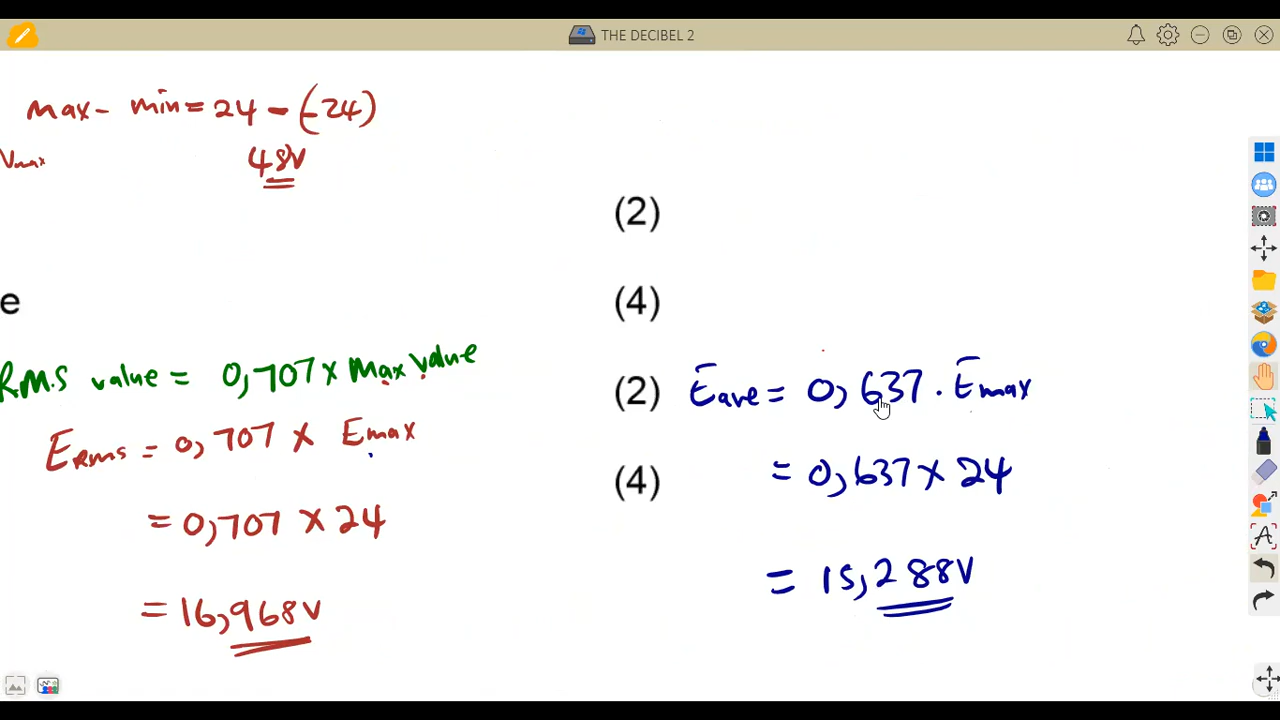 THE DECIBEL 2
max - min = 24 - (-24)
Vmax
48V
(2)
(4)
e
RMS value = 0,707 x Max value
(2)
Eave = 0,637 . Emax
ERMS = 0,707 x Emax
(4)
= 0,637 x 24
= 0,707 x 24
= 15,288V
= 16,968V